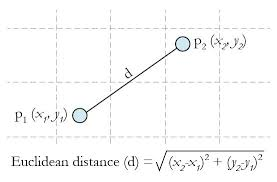 p₂ (x₂,y₂)
d
p₁ (x₁,y₁)
Euclidean distance (d) = √(x₂-x₁)² + (y₂-y₁)²